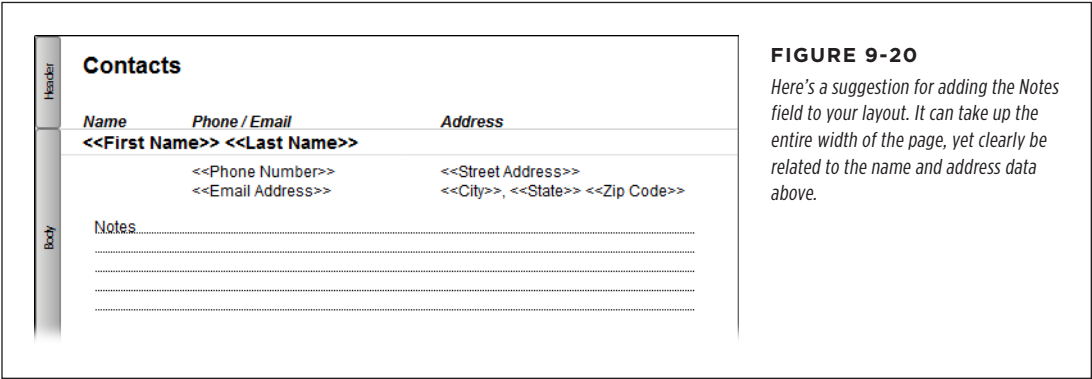 Header
Contacts
Name Phone / Email Address
Body
<<First Name>> <<Last Name>>
<<Phone Number>> <<Street Address>>
<<Email Address>> <<City>>, <<State>> <<Zip Code>>
Notes
FIGURE 9-20
Here's a suggestion for adding the Notes
field to your layout. It can take up the
entire width of the page, yet clearly be
related to the name and address data
above.